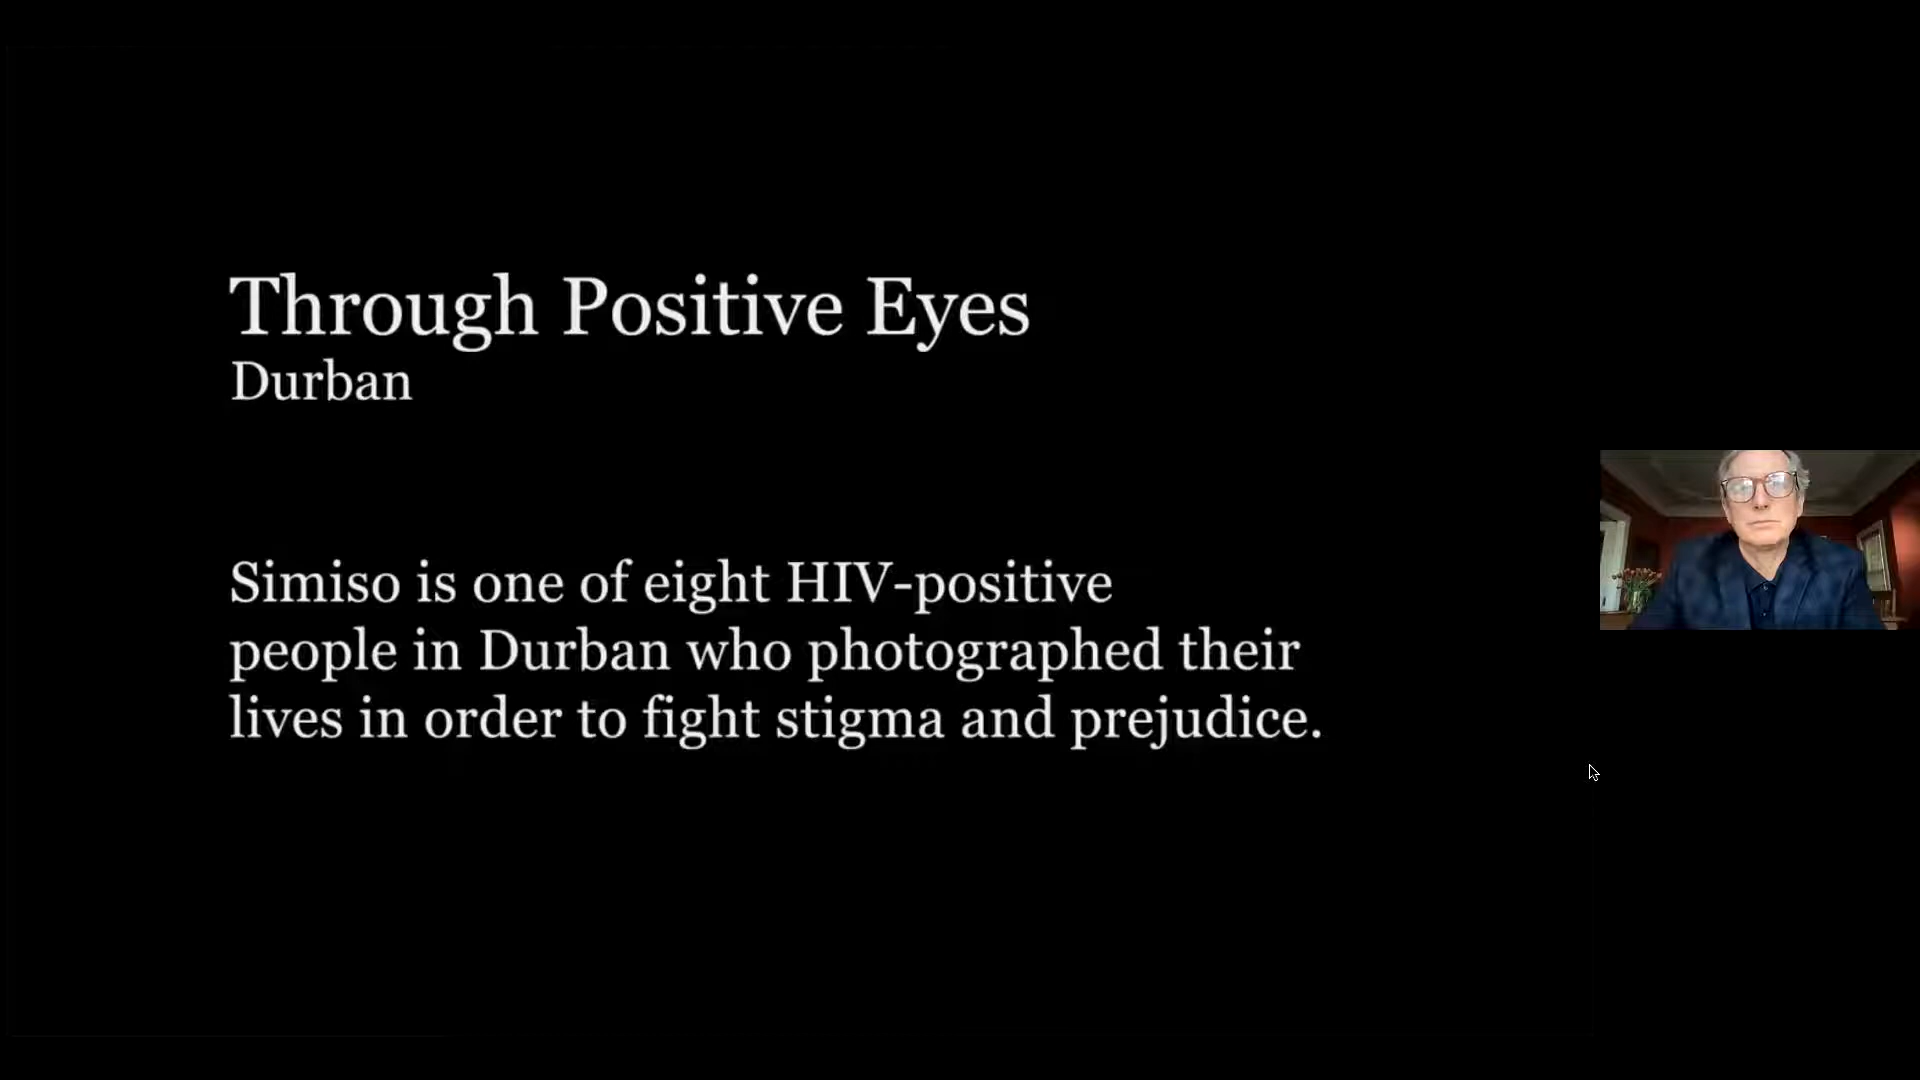 Through Positive Eyes
Durban
Simiso is one of eight HIV-positive
people in Durban who photographed their
lives in order to fight stigma and prejudice.